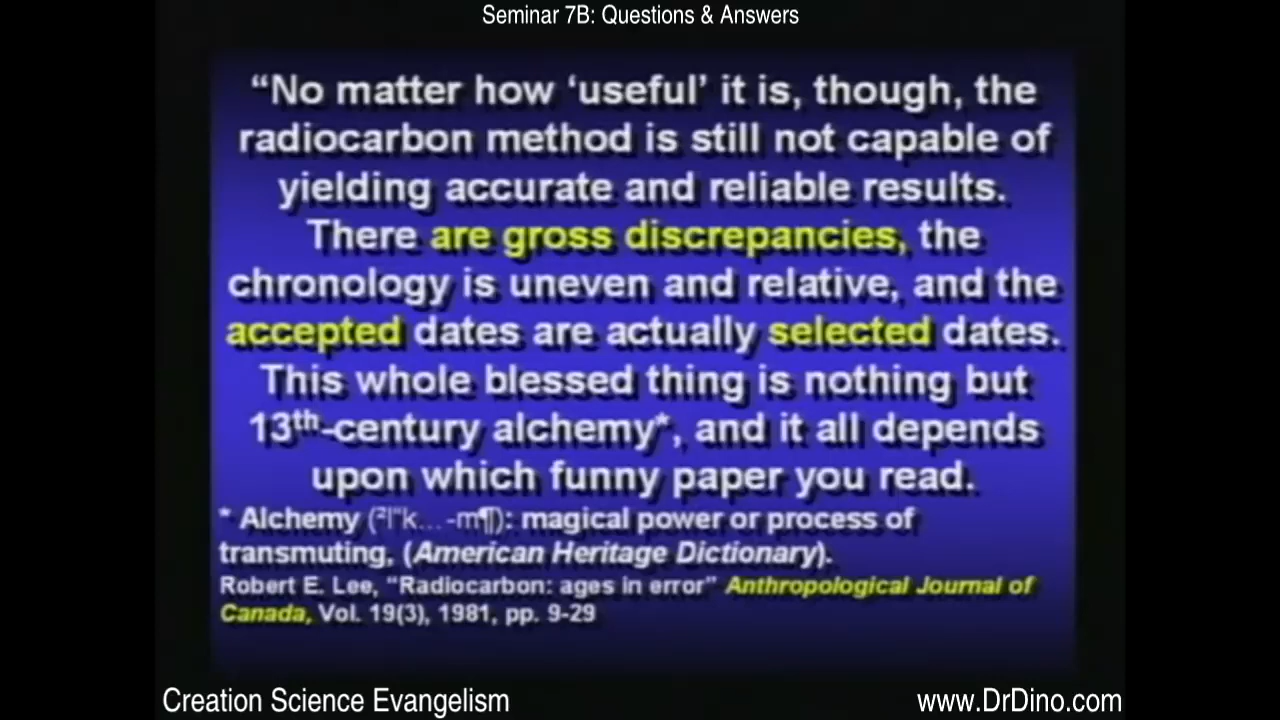 Seminar 7B: Questions & Answers
“No matter how ‘useful’ it is, though, the
radiocarbon method is still not capable of
yielding accurate and reliable results.
There are gross discrepancies, the
chronology is uneven and relative, and the
accepted dates are actually selected dates.
This whole blessed thing is nothing but
13th-century alchemy*, and it all depends
upon which funny paper you read.
* Alchemy (²l"k…-m¶): magical power or process of
transmuting, (American Heritage Dictionary).
Robert E. Lee, “Radiocarbon: ages in error” Anthropological Journal of
Canada, Vol. 19(3), 1981, pp. 9-29
Creation Science Evangelism
www.DrDino.com